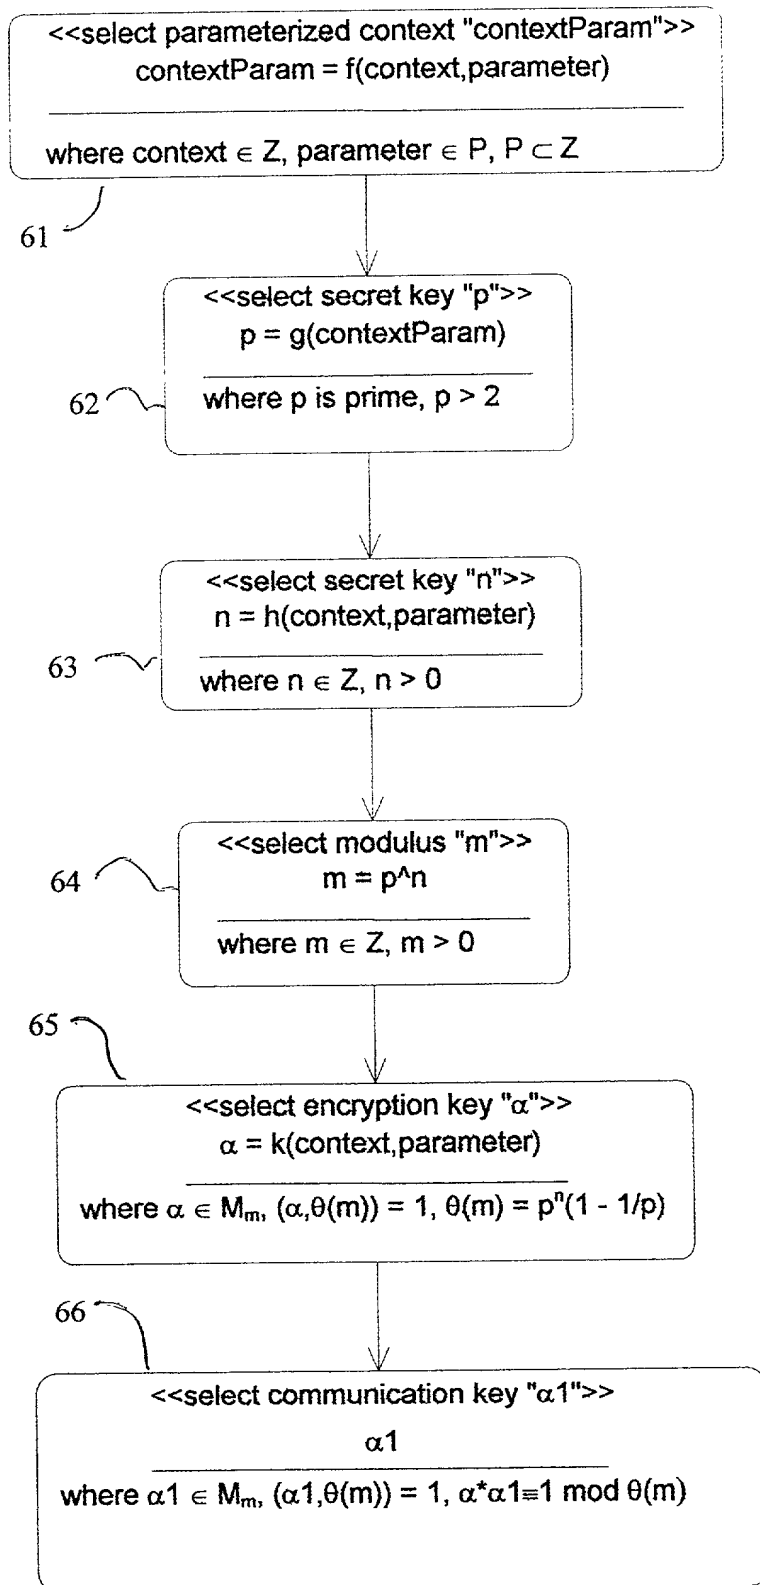 <<select parameterized context "contextParam">>
contextParam = f(context,parameter)
where context ∈ Z, parameter ∈ P, P ⊂ Z
61
<<select secret key "p">>
p = g(contextParam)
where p is prime, p > 2
62
<<select secret key "n">>
n = h(context,parameter)
where n ∈ Z, n > 0
63
<<select modulus "m">>
m = p^n
where m ∈ Z, m > 0
64
65
<<select encryption key "α">>
α = k(context,parameter)
where α ∈ Mₘ, (α,θ(m)) = 1, θ(m) = pⁿ(1 - 1/p)
66
<<select communication key "α1">>
α1
where α1 ∈ Mₘ, (α1,θ(m)) = 1, α*α1≡1 mod θ(m)